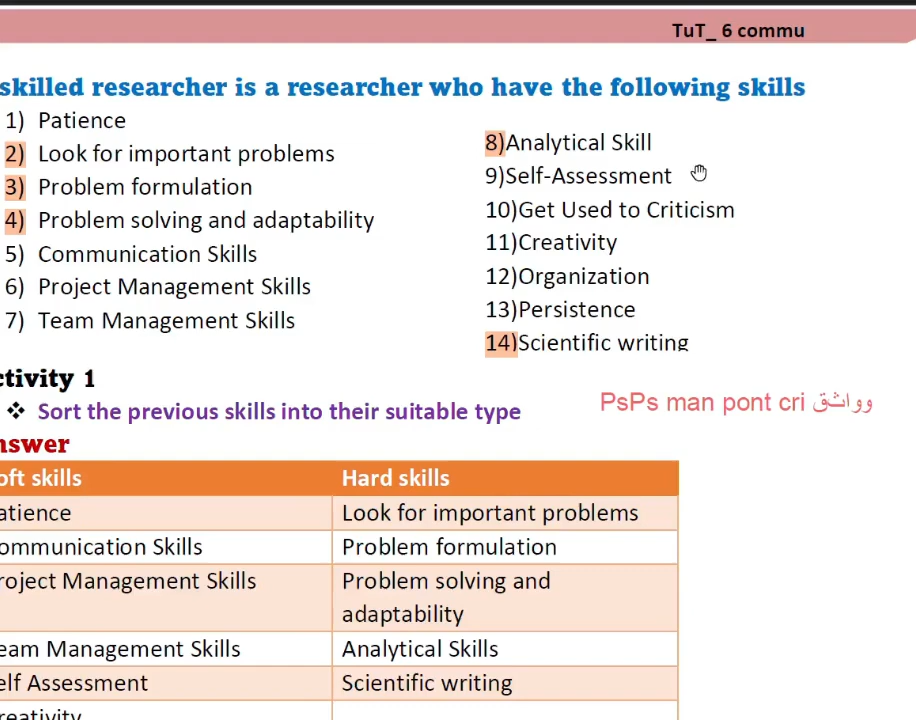 TuT_ 6 commu
skilled researcher is a researcher who have the following skills
1) Patience
2) Look for important problems
3) Problem formulation
4) Problem solving and adaptability
5) Communication Skills
6) Project Management Skills
7) Team Management Skills
8)Analytical Skill
9)Self-Assessment
10)Get Used to Criticism
11)Creativity
12)Organization
13)Persistence
14)Scientific writing
ctivity 1
❖ Sort the previous skills into their suitable type
PsPs man pont cri وواثق
nswer
oft skills Hard skills
atience Look for important problems
ommunication Skills Problem formulation
roject Management Skills Problem solving and
adaptability
eam Management Skills Analytical Skills
elf Assessment Scientific writing
reativity